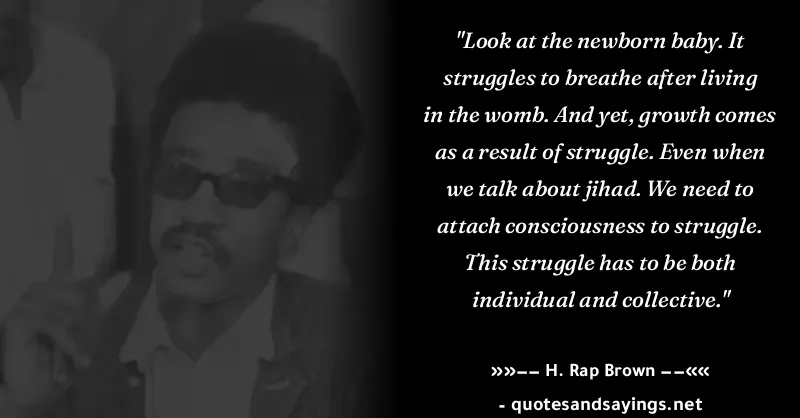 "Look at the newborn baby. It
struggles to breathe after living
in the womb. And yet, growth comes
as a result of struggle. Even when
we talk about jihad. We need to
attach consciousness to struggle.
This struggle has to be both
individual and collective."
»»−− H. Rap Brown −−««
- quotesandsayings.net